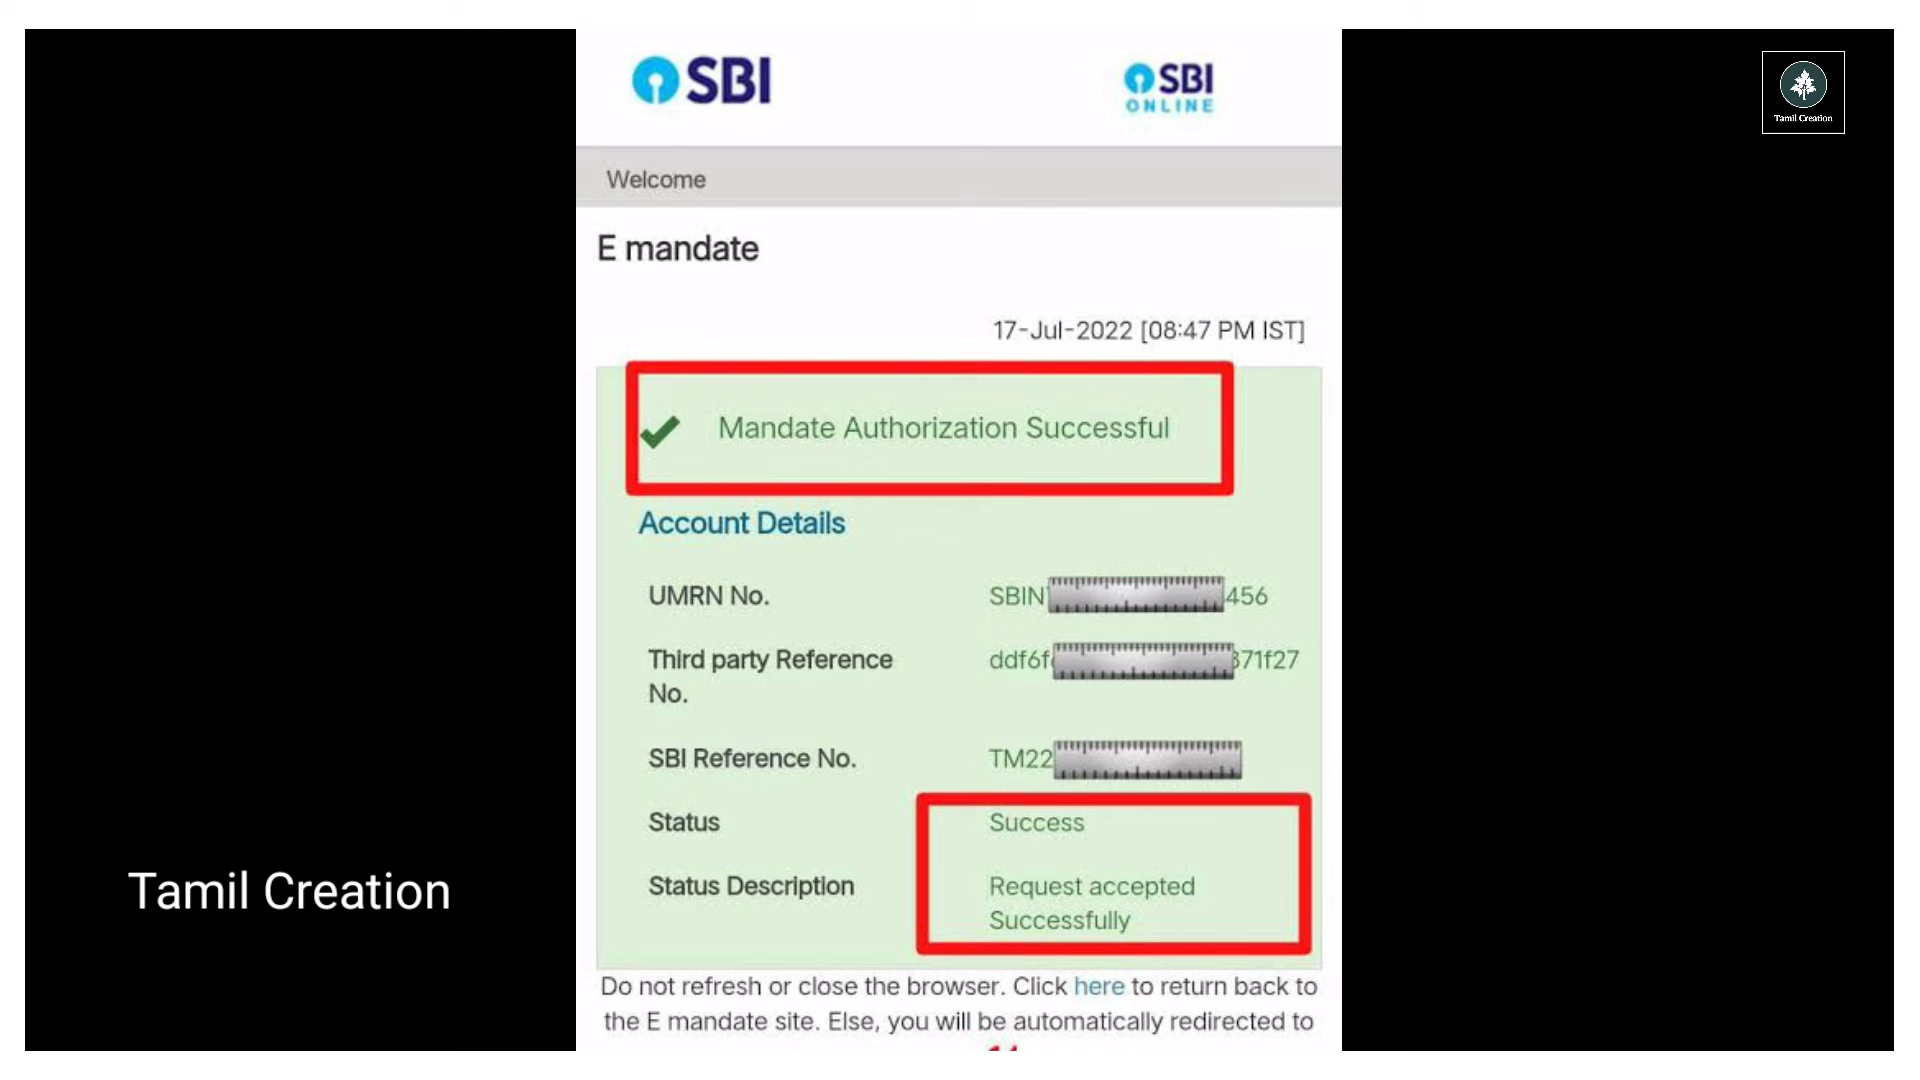 SBI
SBI
ONLINE
Tamil Creation
Welcome
E mandate
17-Jul-2022 [08:47 PM IST]
Mandate Authorization Successful
Account Details
UMRN No. SBIN 456
Third party Reference ddf6f 371f27
No.
SBI Reference No. TM22
Status Success
Status Description Request accepted
Successfully
Tamil Creation
Do not refresh or close the browser. Click here to return back to
the E mandate site. Else, you will be automatically redirected to